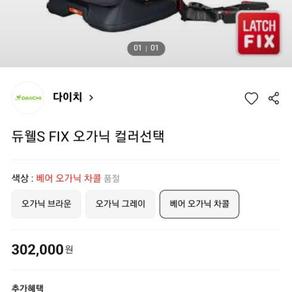 LATCH
FIX
01 | 01
DAIICHI
다이치 >
듀웰S FIX 오가닉 컬러선택
색상 : 베어 오가닉 차콜 품절
오가닉 브라운 오가닉 그레이 베어 오가닉 차콜
302,000원
추가혜택